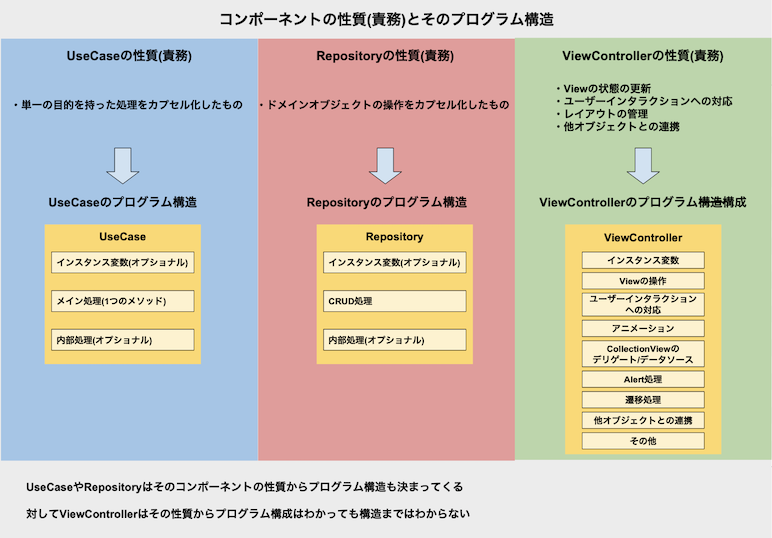 コンポーネントの性質(責務)とそのプログラム構造
UseCaseの性質(責務)
・単一の目的を持った処理をカプセル化したもの
UseCaseのプログラム構造
UseCase
インスタンス変数(オプショナル)
メイン処理(1つのメソッド)
内部処理(オプショナル)
Repositoryの性質(責務)
・ドメインオブジェクトの操作をカプセル化したもの
Repositoryのプログラム構造
Repository
インスタンス変数(オプショナル)
CRUD処理
内部処理(オプショナル)
ViewControllerの性質(責務)
・Viewの状態の更新
・ユーザーインタラクションへの対応
・レイアウトの管理
・他オブジェクトとの連携
ViewControllerのプログラム構造構成
ViewController
インスタンス変数
Viewの操作
ユーザーインタラクション
への対応
アニメーション
CollectionViewの
デリゲート/データソース
Alert処理
遷移処理
他オブジェクトとの連携
その他
UseCaseやRepositoryはそのコンポーネントの性質からプログラム構造も決まってくる
対してViewControllerはその性質からプログラム構成はわかっても構造まではわからない